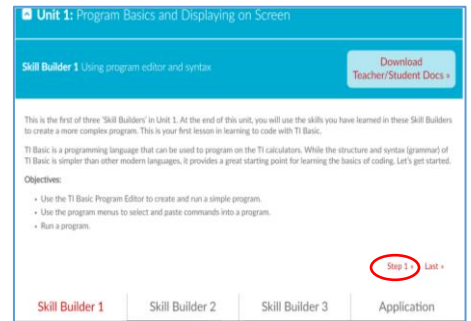 Unit 1: Program Basics and Displaying on Screen
Skill Builder 1 Using program editor and syntax
Download
Teacher/Student Docs »
This is the first of three 'Skill Builders' in Unit 1. At the end of this unit, you will use the skills you have learned in these Skill Builders
to create a more complex program. This is your first lesson in learning to code with TI Basic.
TI Basic is a programming language that can be used to program on the TI calculators. While the structure and syntax (grammar) of
TI Basic is simpler than other modern languages, it provides a great starting point for learning the basics of coding. Let's get started.
Objectives:
• Use the TI Basic Program Editor to create and run a simple program.
• Use the program menus to select and paste commands into a program.
• Run a program.
Step 1 » Last »
Skill Builder 1 Skill Builder 2 Skill Builder 3 Application